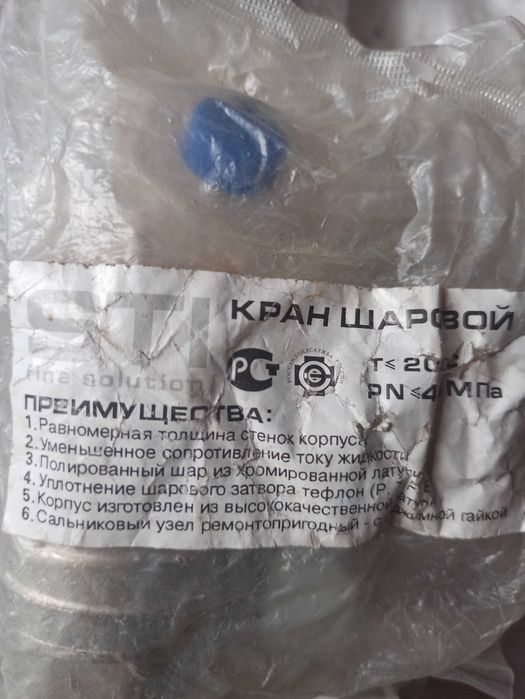 STI
КРАН ШАРОВОЙ
fine solution
РСТ
РОССИИ
T≤
PN≤4 МПа
ПРЕИМУЩЕСТВА:
1.Равномерная толщина стенок корпуса
2.Уменьшенное сопротивление току жидкости
3.Полированный шар из хромированной латуни
4. Уплотнение шарового затвора тефлон
5. Корпус изготовлен из высококачественной латуни
6. Сальниковый узел ремонтопригодный - с гайкой